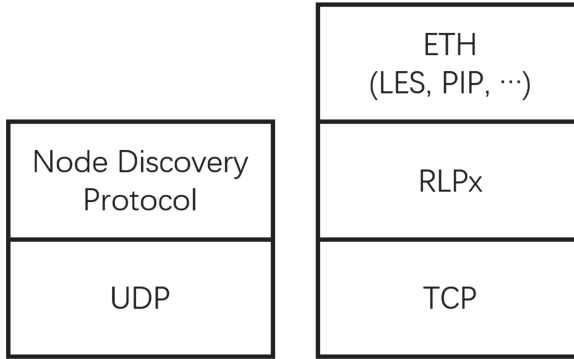 Node Discovery
Protocol
UDP
ETH
(LES, PIP, ⋯)
RLPx
TCP